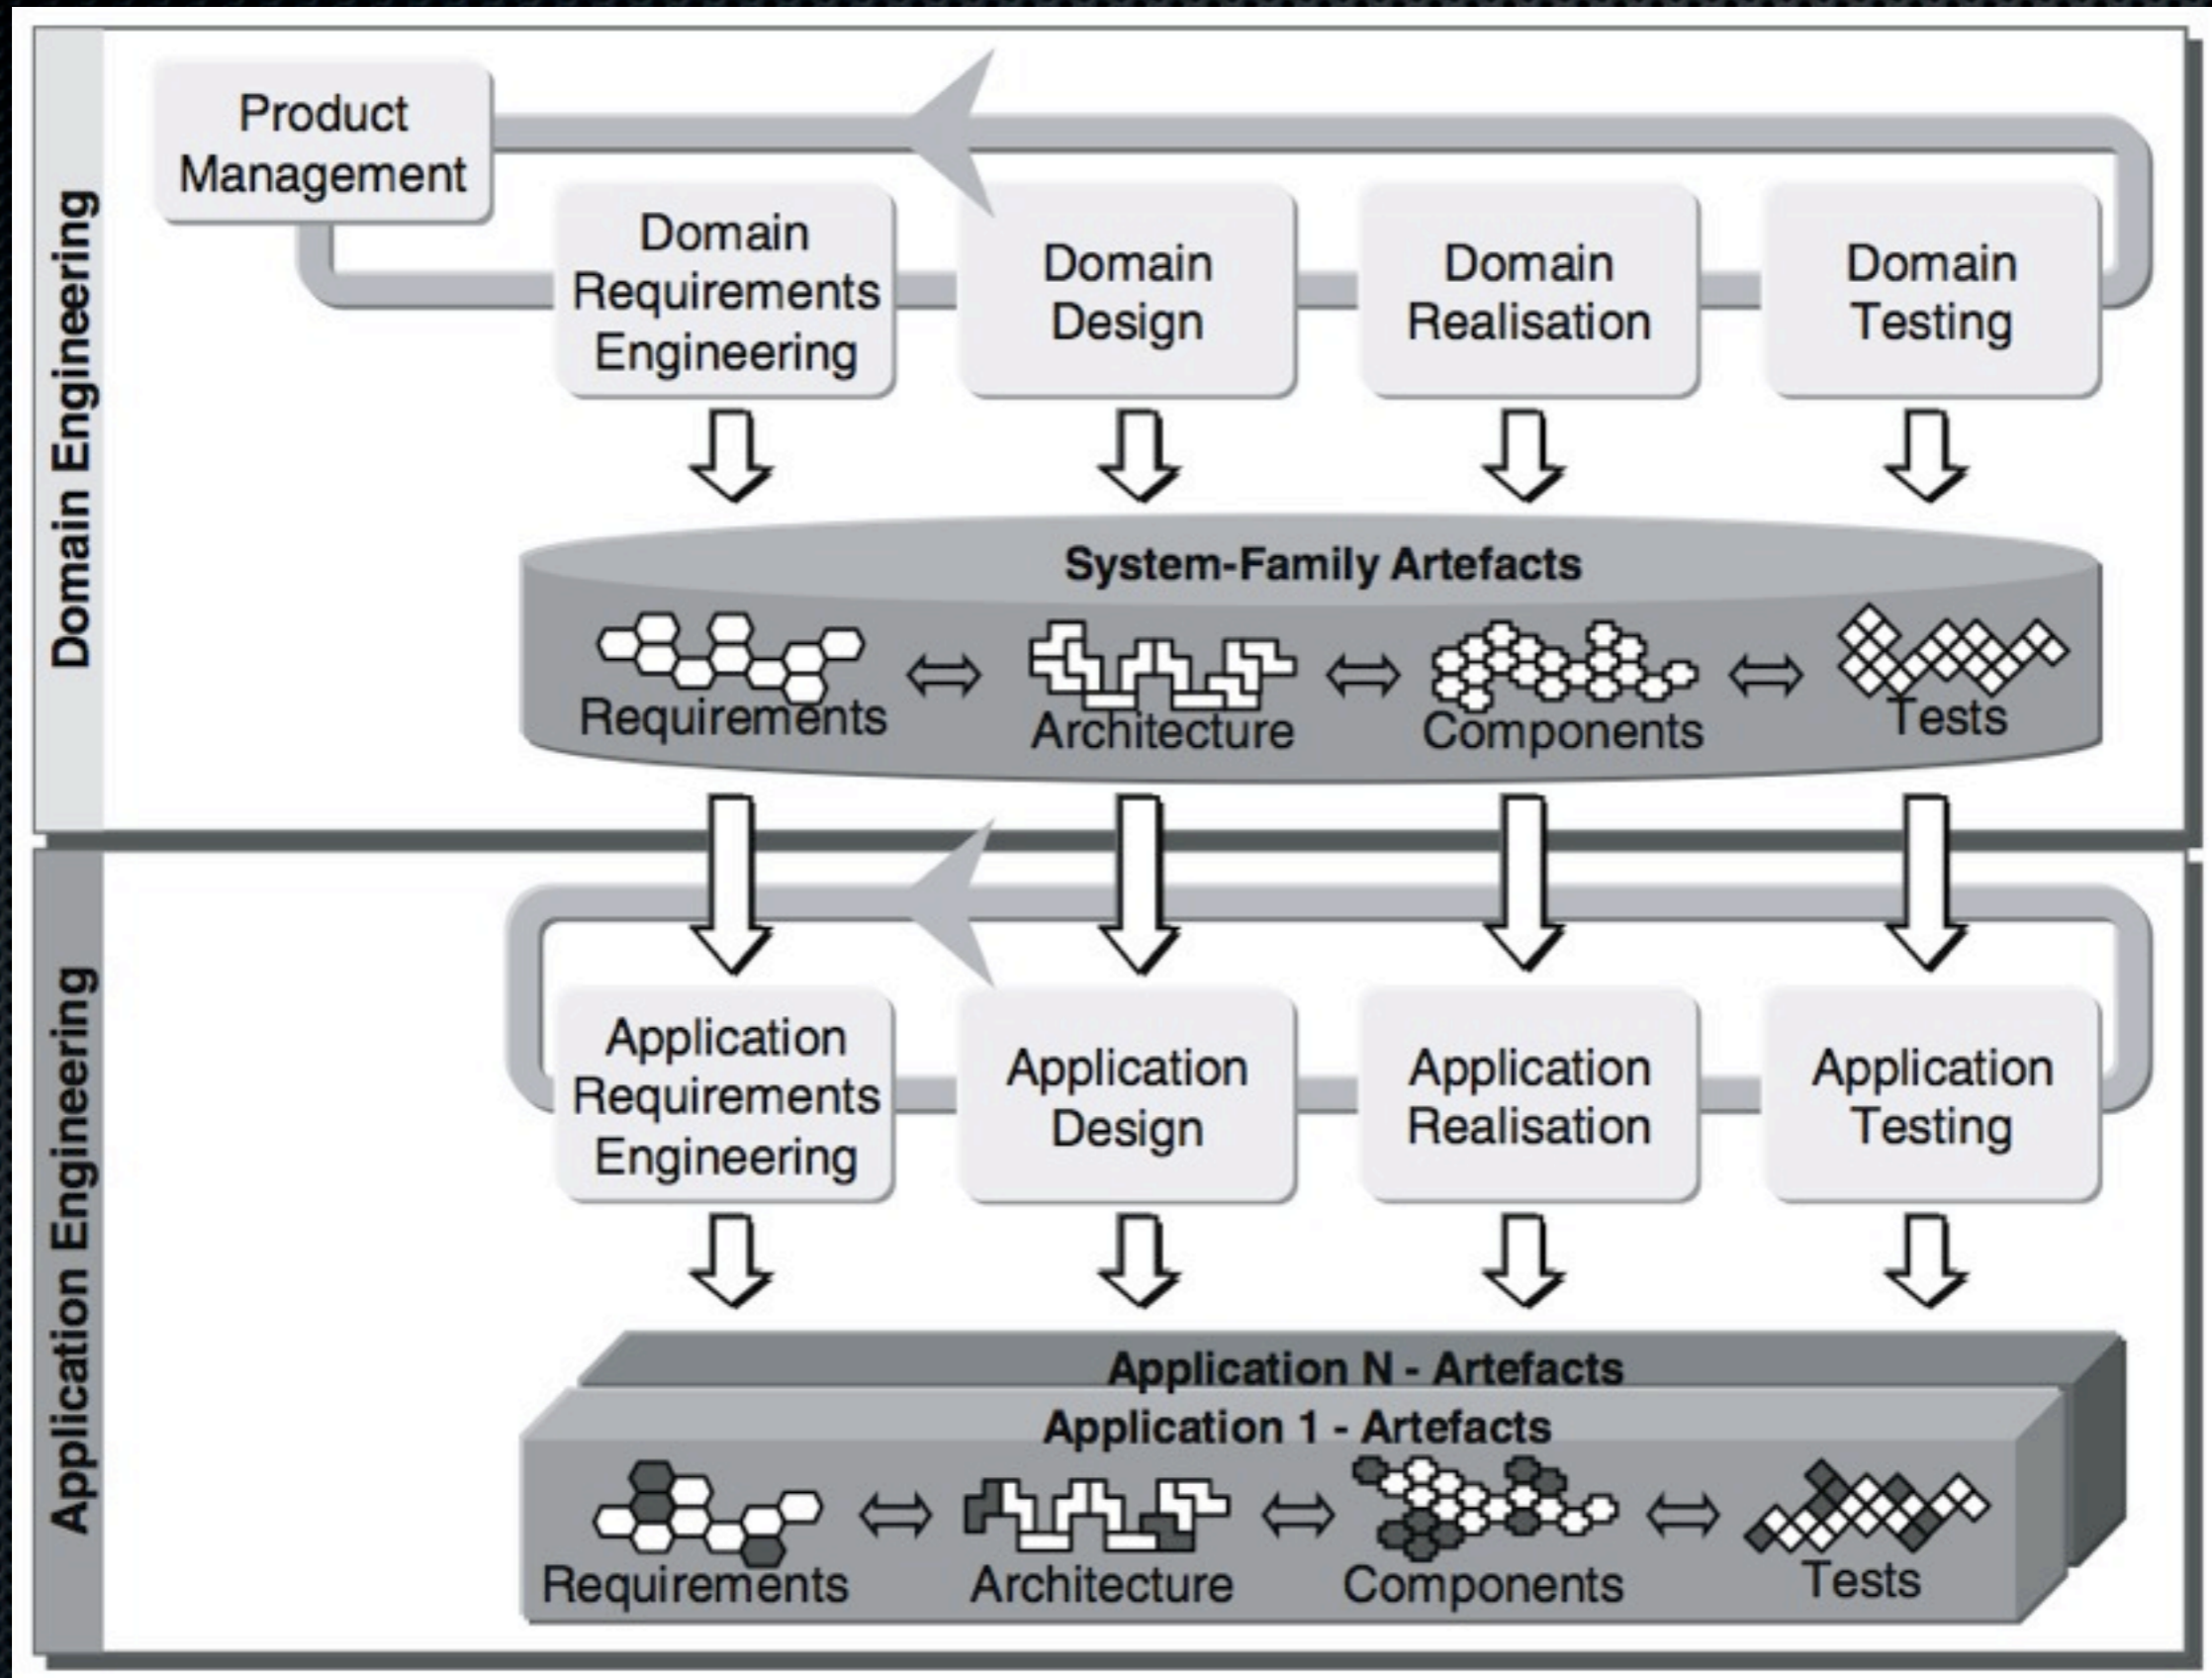 Domain Engineering
Product
Management
Domain
Requirements
Engineering
Domain
Design
Domain
Realisation
Domain
Testing
System-Family Artefacts
Requirements
Architecture
Components
Tests
Application Engineering
Application
Requirements
Engineering
Application
Design
Application
Realisation
Application
Testing
Application N - Artefacts
Application 1 - Artefacts
Requirements
Architecture
Components
Tests